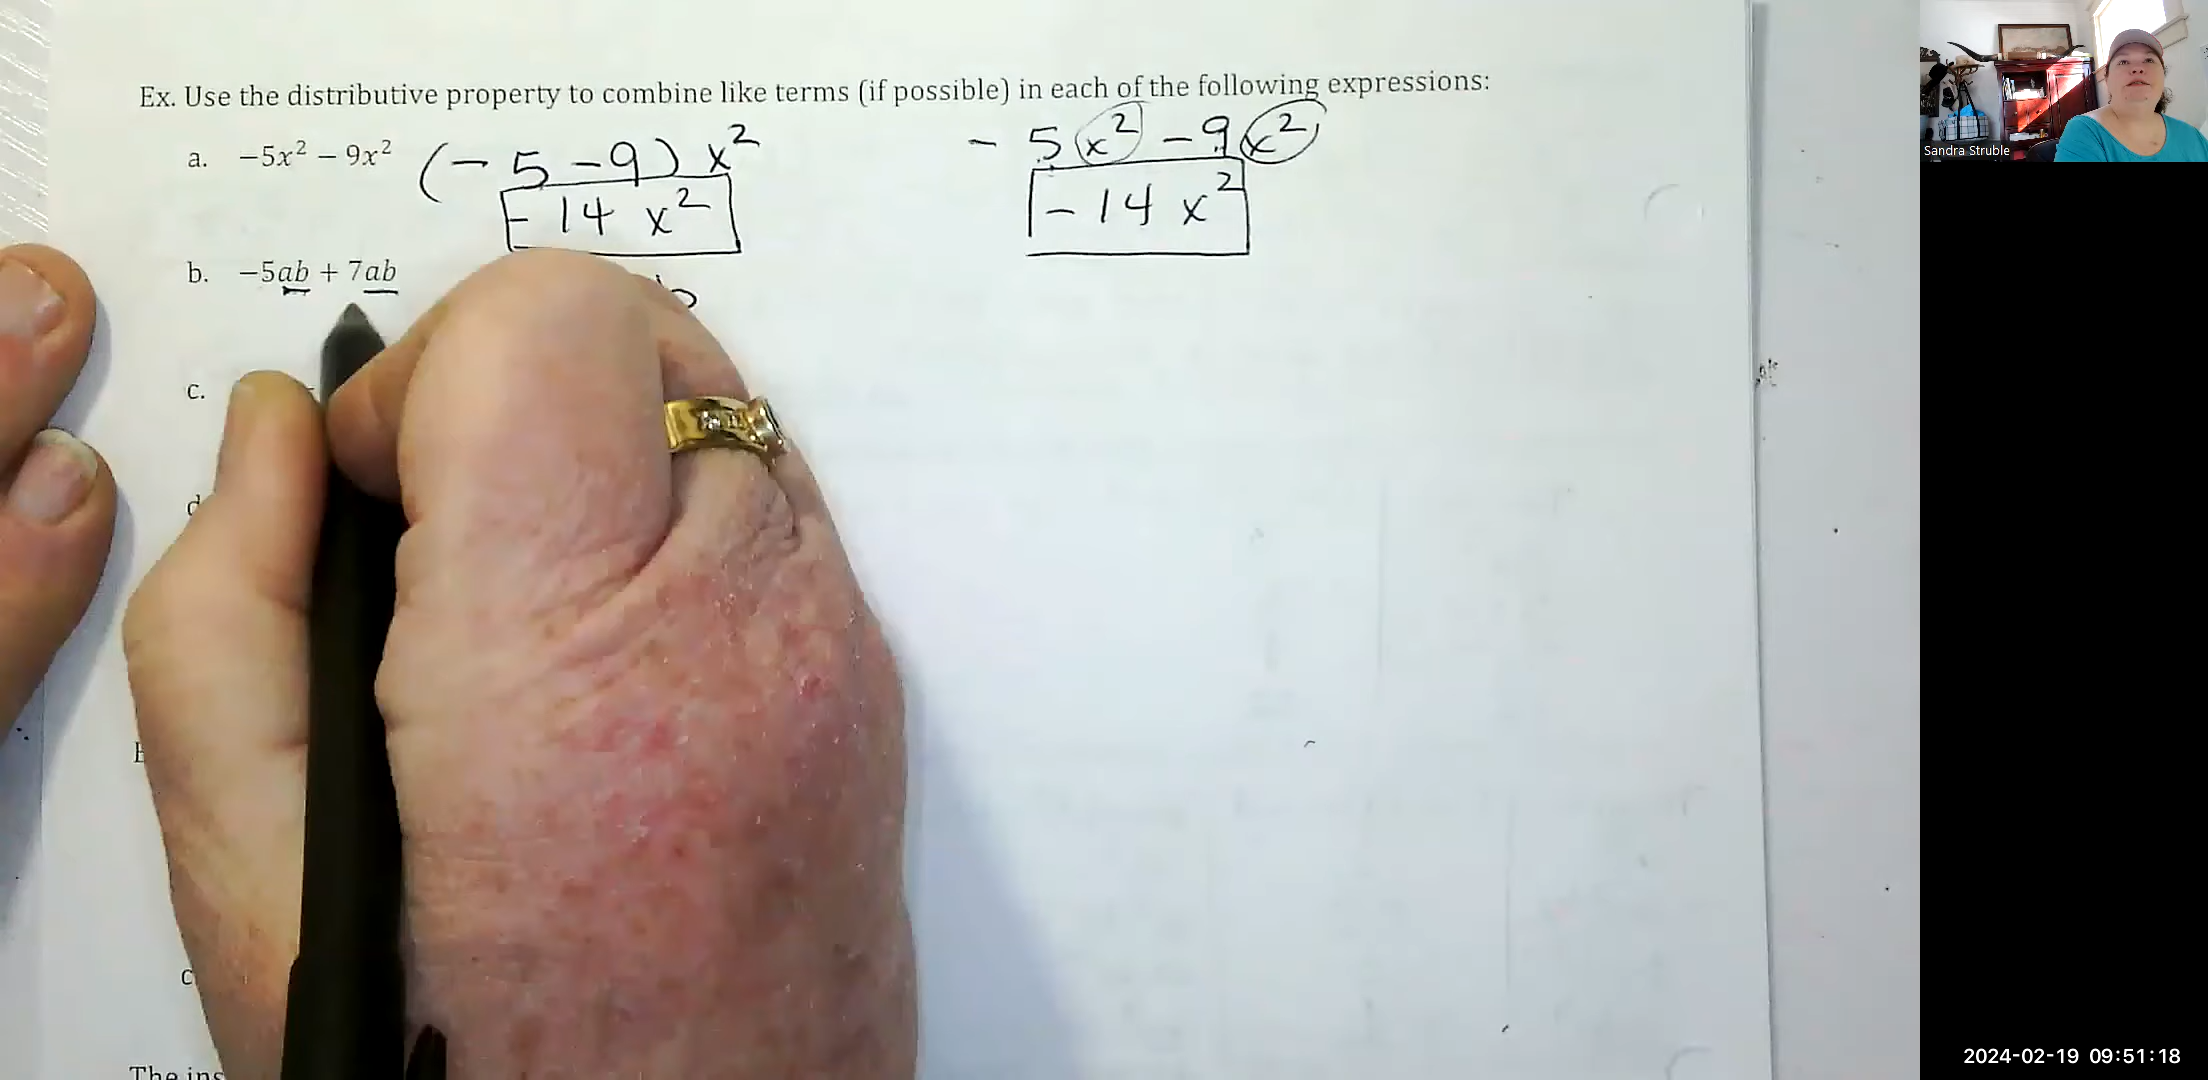 Ex. Use the distributive property to combine like terms (if possible) in each of the following expressions:
a. −5x² − 9x² (− 5 − 9) x² − 5 x² − 9 x²
− 14 x² − 14 x²
b. −5ab + 7ab
c.
d
c
The ins
Sandra Struble
2024-02-19 09:51:18